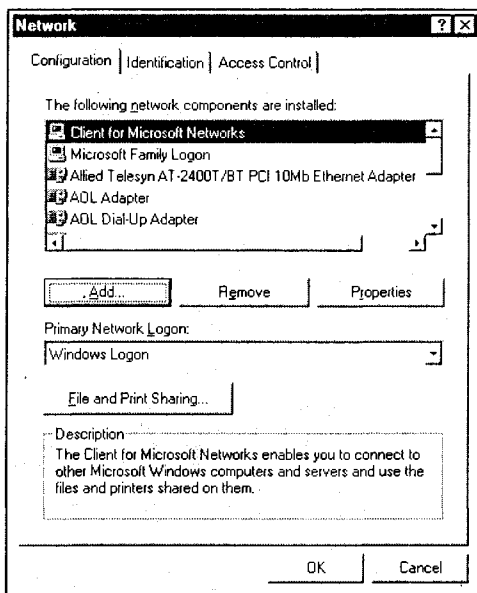 Network
Configuration Identification Access Control
The following network components are installed:
Client for Microsoft Networks
Microsoft Family Logon
Allied Telesyn AT-2400T/BT PCI 10Mb Ethernet Adapter
AOL Adapter
AOL Dial-Up Adapter
Add... Remove Properties
Primary Network Logon:
Windows Logon
File and Print Sharing...
Description
The Client for Microsoft Networks enables you to connect to
other Microsoft Windows computers and servers and use the
files and printers shared on them.
OK Cancel